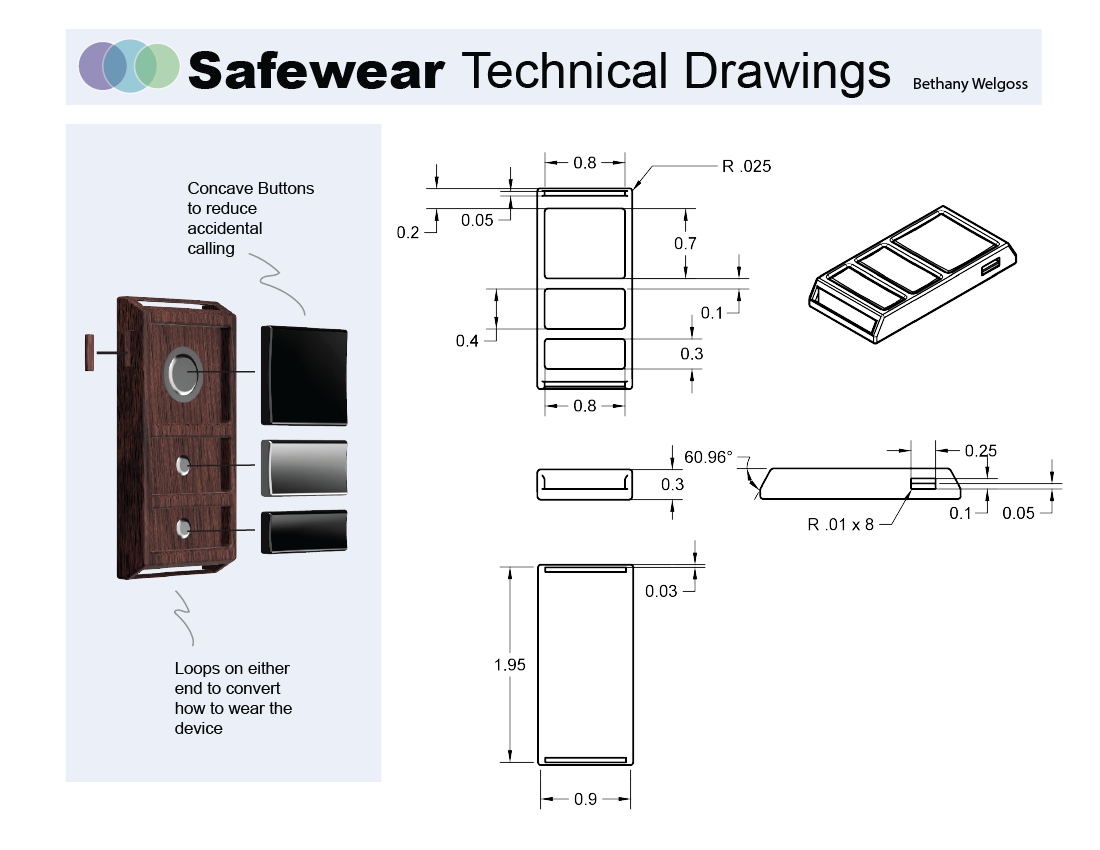 Safewear Technical Drawings
Bethany Welgoss
Concave Buttons
to reduce
accidental
calling
Loops on either
end to convert
how to wear the
device
0.8
R .025
0.05
0.2
0.7
0.1
0.4
0.3
0.8
60.96°
0.3
0.25
R .01 x 8
0.1
0.05
0.03
1.95
0.9